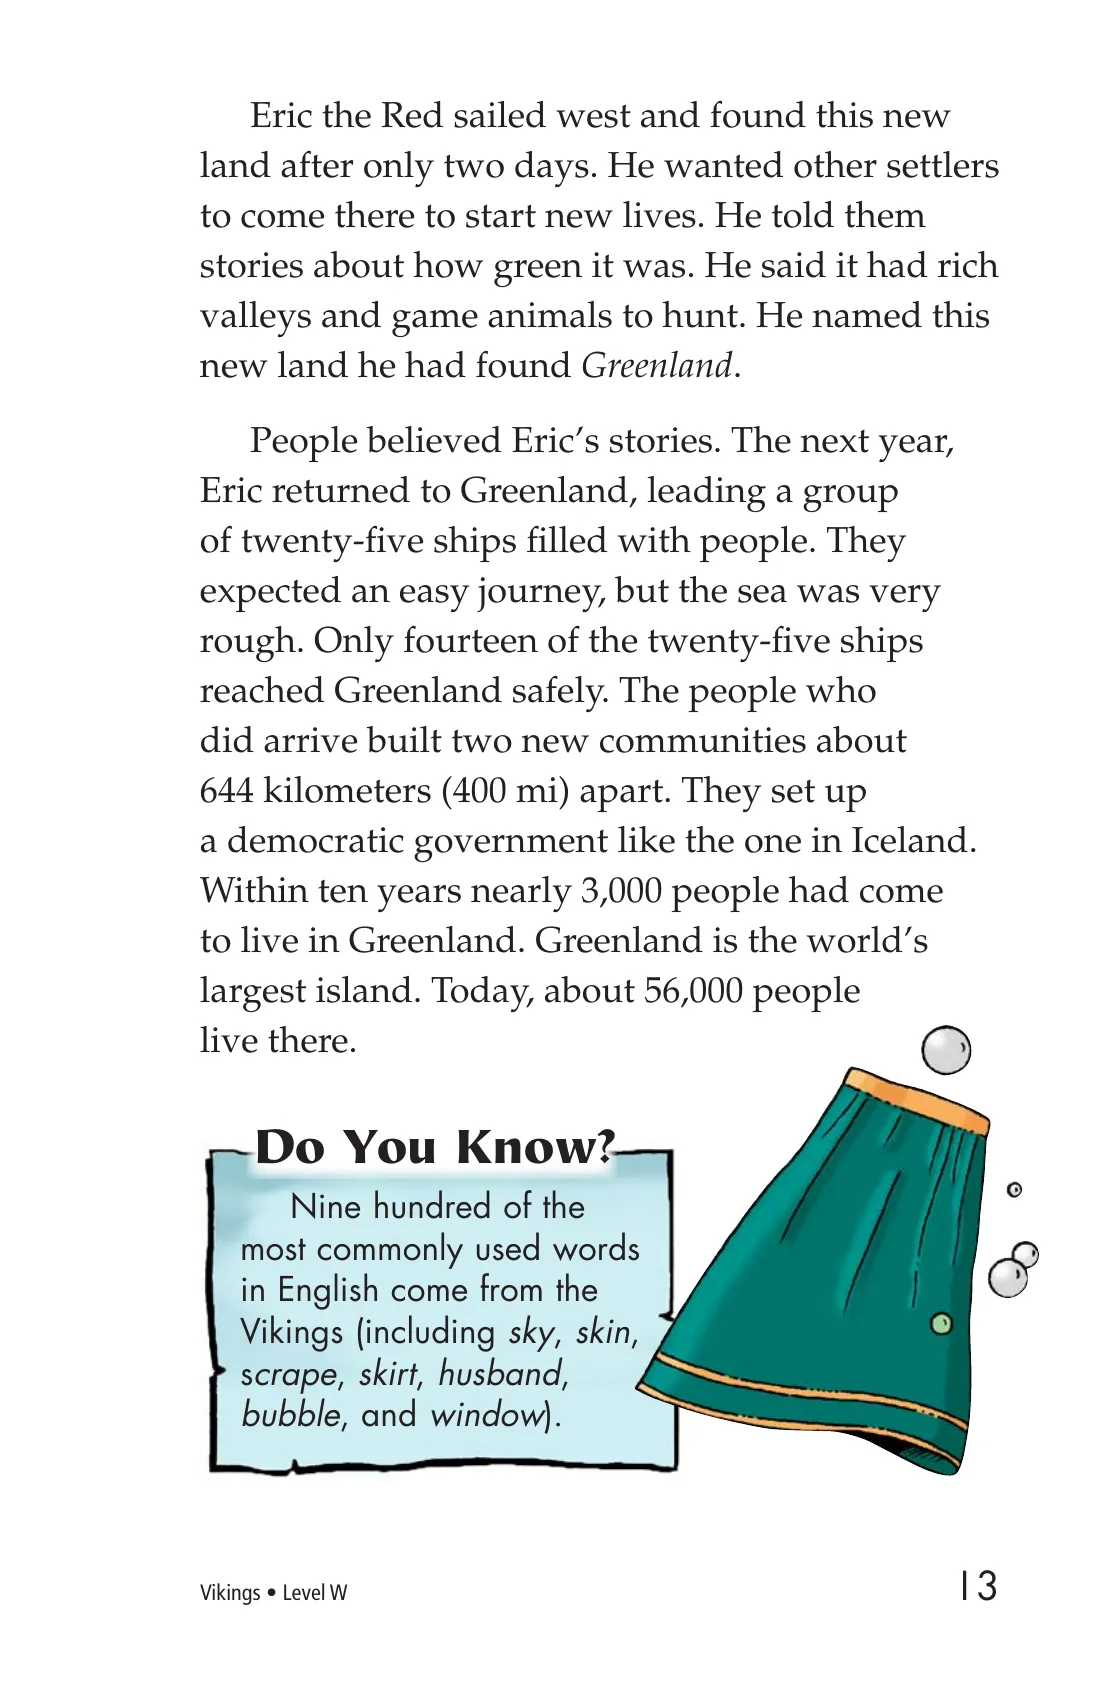 Eric the Red sailed west and found this new
land after only two days. He wanted other settlers
to come there to start new lives. He told them
stories about how green it was. He said it had rich
valleys and game animals to hunt. He named this
new land he had found Greenland.
People believed Eric’s stories. The next year,
Eric returned to Greenland, leading a group
of twenty-five ships filled with people. They
expected an easy journey, but the sea was very
rough. Only fourteen of the twenty-five ships
reached Greenland safely. The people who
did arrive built two new communities about
644 kilometers (400 mi) apart. They set up
a democratic government like the one in Iceland.
Within ten years nearly 3,000 people had come
to live in Greenland. Greenland is the world’s
largest island. Today, about 56,000 people
live there.
Do You Know?
Nine hundred of the
most commonly used words
in English come from the
Vikings (including sky, skin,
scrape, skirt, husband,
bubble, and window).
Vikings • Level W
13